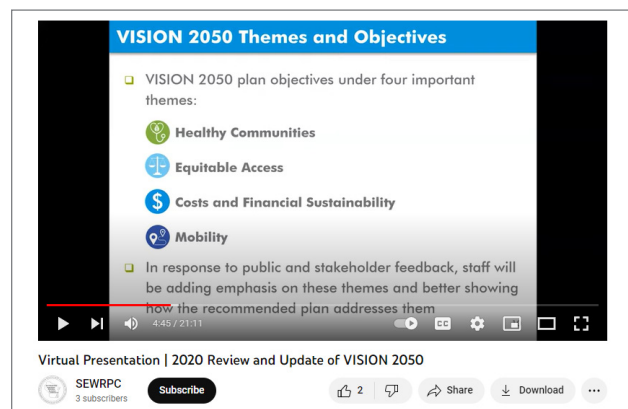 VISION 2050 Themes and Objectives
VISION 2050 plan objectives under four important
themes:
Healthy Communities
Equitable Access
$ Costs and Financial Sustainability
Mobility
In response to public and stakeholder feedback, staff will
be adding emphasis on these themes and better showing
how the recommended plan addresses them
4:45 / 21:11 CC
Virtual Presentation | 2020 Review and Update of VISION 2050
SEWRPC
3 subscribers
Subscribe
2
Share
Download